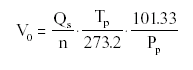 V₀ = Qₛ/n · Tₚ/273.2 · 101.33/Pₚ